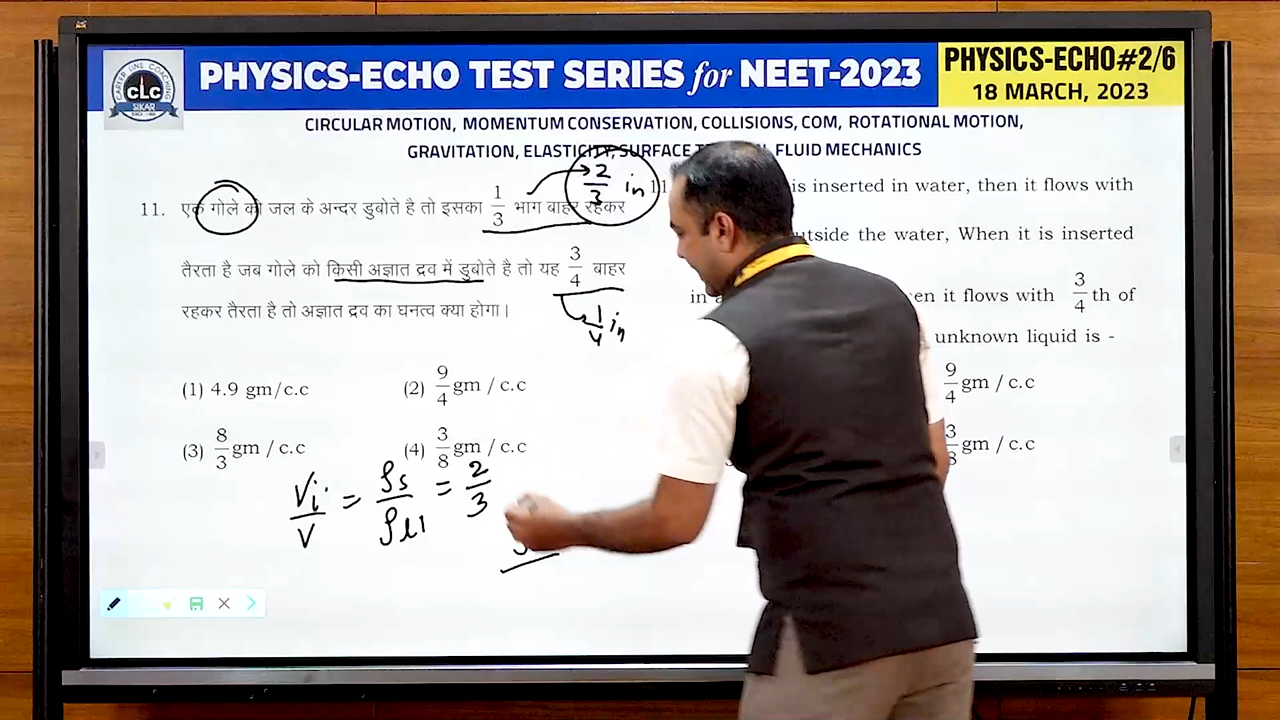 PHYSICS-ECHO TEST SERIES for NEET-2023
PHYSICS-ECHO#2/6
18 MARCH, 2023
CLC
SIKAR
CIRCULAR MOTION, MOMENTUM CONSERVATION, COLLISIONS, COM, ROTATIONAL MOTION,
GRAVITATION, ELASTICITY, SURFACE FLUID MECHANICS
11. एक गोले को जल के अन्दर डुबोते है तो इसका 1/3 भाग बाहर रहकर
2/3 in
तैरता है जब गोले को किसी अज्ञात द्रव में डुबोते है तो यह 3/4 बाहर
1/4 in
रहकर तैरता है तो अज्ञात द्रव का घनत्व क्या होगा।
(1) 4.9 gm/c.c
(2) 9/4 gm / c.c
(3) 8/3 gm / c.c
(4) 3/8 gm / c.c
Vi/V = ρs/ρl1 = 2/3
is inserted in water, then it flows with
outside the water, When it is inserted
in flows with 3/4 th of
unknown liquid is -
9/4 gm / c.c
3/8 gm / c.c